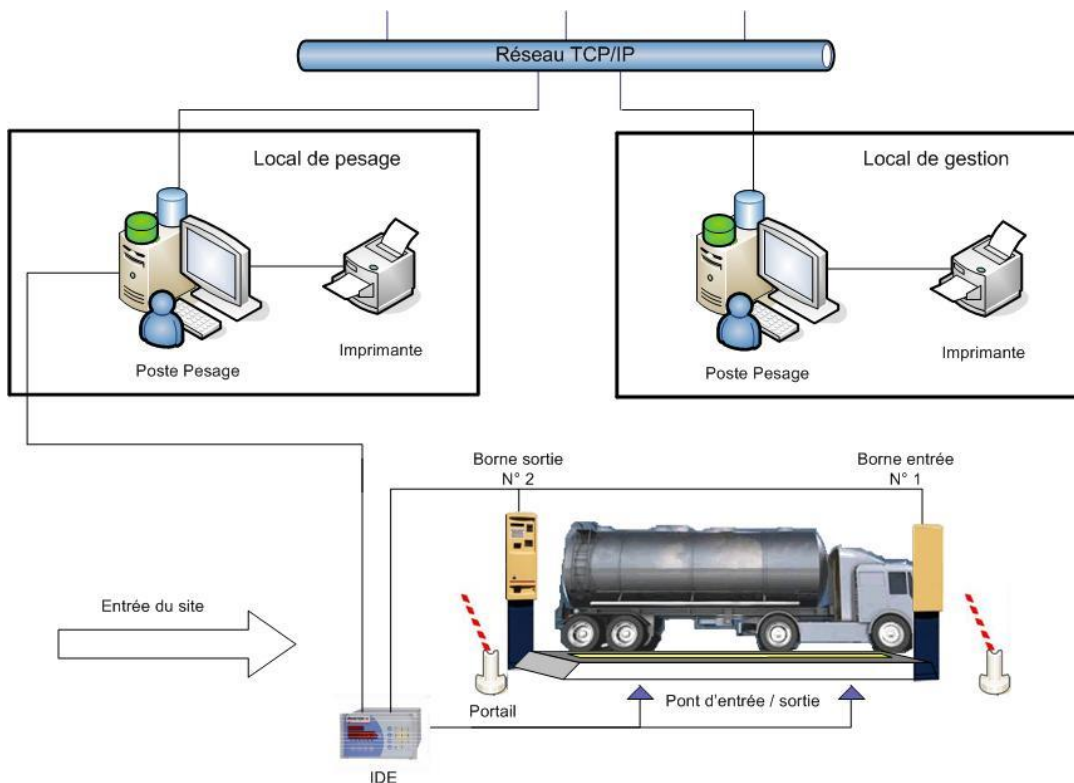 Réseau TCP/IP
Local de pesage
Local de gestion
Imprimante
Poste Pesage
Imprimante
Poste Pesage
Borne sortie
N° 2
Borne entrée
N° 1
Entrée du site
Portail
Pont d'entrée / sortie
IDE